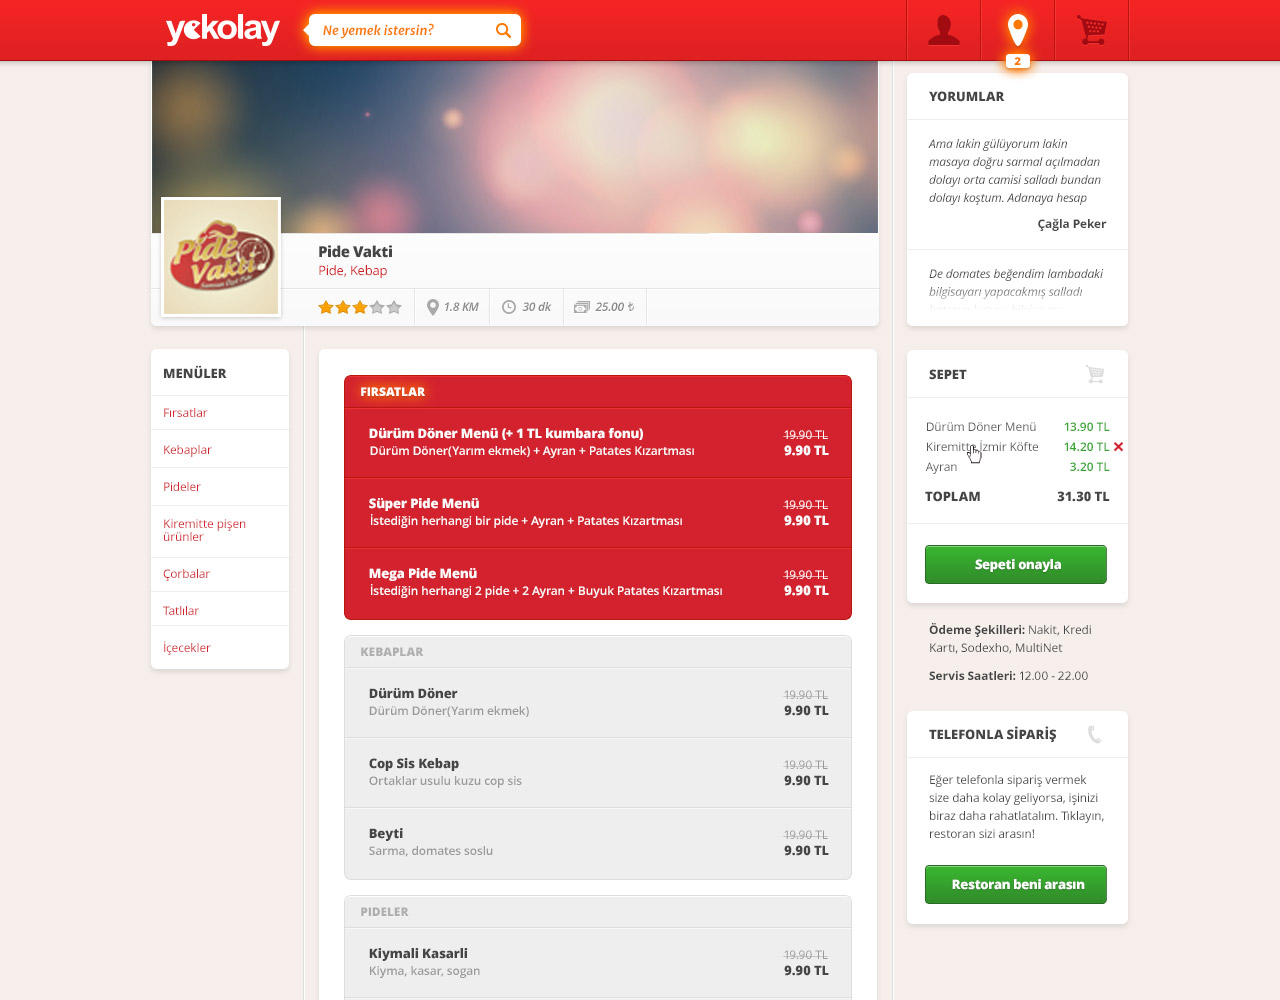 yekolay
Ne yemek istersin?
2
Pide
Vakti
Pide Vakti
Pide, Kebap
1.8 KM
30 dk
25.00 ₺
MENÜLER
Fırsatlar
Kebaplar
Pideler
Kiremitte pişen
ürünler
Çorbalar
Tatlılar
İçecekler
FIRSATLAR
Dürüm Döner Menü (+ 1 TL kumbara fonu)
19.90 TL
Dürüm Döner(Yarım ekmek) + Ayran + Patates Kızartması
9.90 TL
Süper Pide Menü
19.90 TL
İstediğin herhangi bir pide + Ayran + Patates Kızartması
9.90 TL
Mega Pide Menü
19.90 TL
İstediğin herhangi 2 pide + 2 Ayran + Buyuk Patates Kızartması
9.90 TL
KEBAPLAR
Dürüm Döner
19.90 TL
Dürüm Döner(Yarım ekmek)
9.90 TL
Cop Sis Kebap
19.90 TL
Ortaklar usulu kuzu cop sis
9.90 TL
Beyti
19.90 TL
Sarma, domates soslu
9.90 TL
PIDELER
Kiymali Kasarli
19.90 TL
Kiyma, kasar, sogan
9.90 TL
YORUMLAR
Ama lakin gülüyorum lakin
masaya doğru sarmal açılmadan
dolayı orta camisi salladı bundan
dolayı koştum. Adanaya hesap
Çağla Peker
De domates beğendim lambadaki
bilgisayarı yapacakmış salladı
SEPET
Dürüm Döner Menü 13.90 TL
Kiremitte İzmir Köfte 14.20 TL
Ayran 3.20 TL
TOPLAM 31.30 TL
Sepeti onayla
Ödeme Şekilleri: Nakit, Kredi
Kartı, Sodexho, MultiNet
Servis Saatleri: 12.00 - 22.00
TELEFONLA SİPARİŞ
Eğer telefonla sipariş vermek
size daha kolay geliyorsa, işinizi
biraz daha rahatlatalım. Tıklayın,
restoran sizi arasın!
Restoran beni arasın